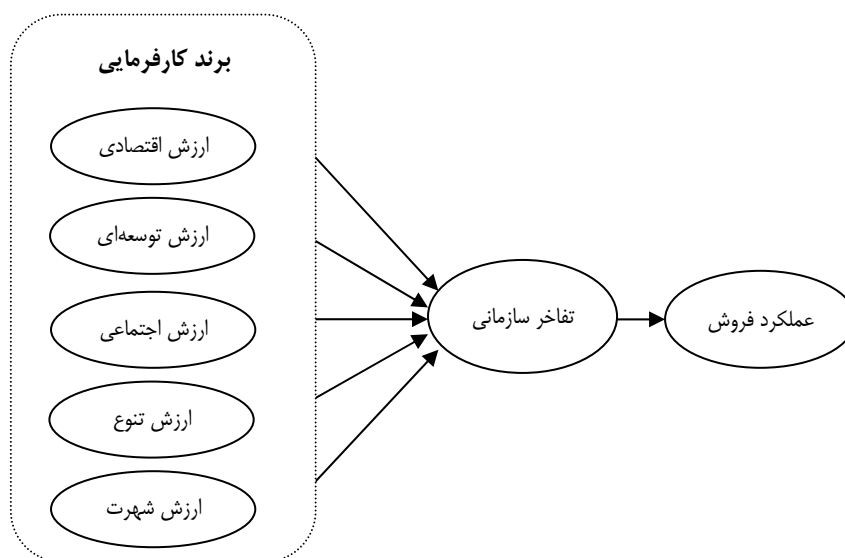 برند کارفرمایی
ارزش اقتصادی
ارزش توسعه‌ای
ارزش اجتماعی
ارزش تنوع
ارزش شهرت
تفاخر سازمانی
عملکرد فروش